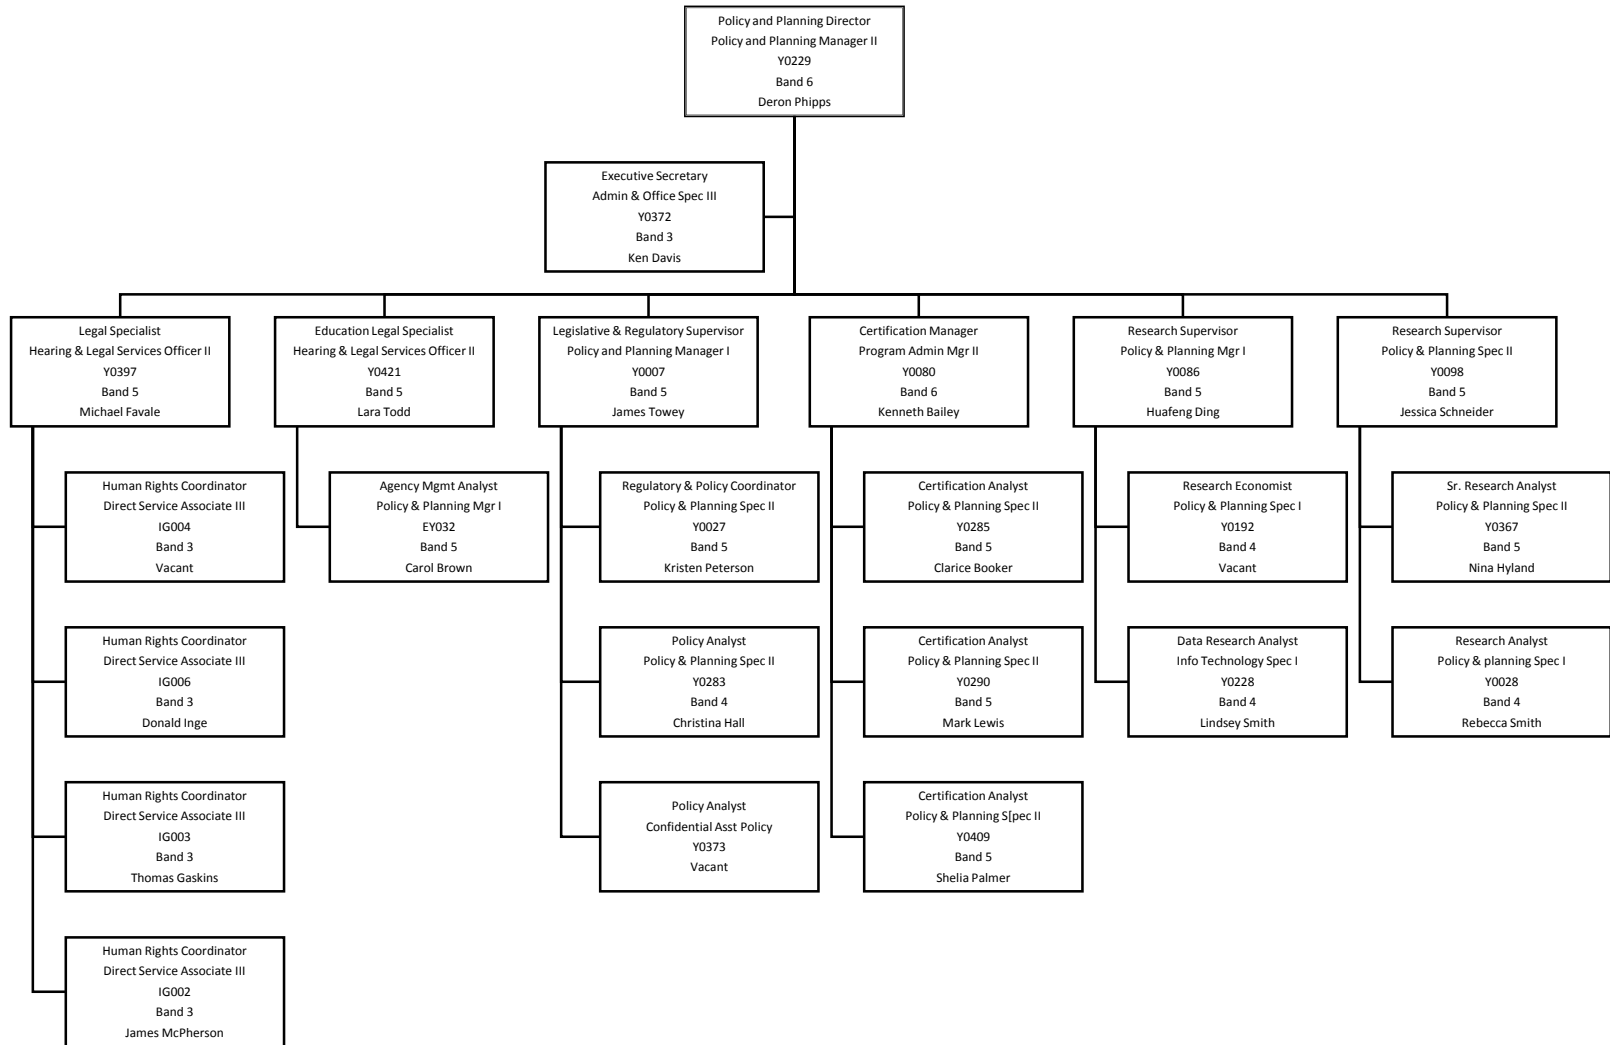 Policy and Planning Director
Policy and Planning Manager II
Y0229
Band 6
Deron Phipps
Executive Secretary
Admin & Office Spec III
Y0372
Band 3
Ken Davis
Legal Specialist
Hearing & Legal Services Officer II
Y0397
Band 5
Michael Favale
Education Legal Specialist
Hearing & Legal Services Officer II
Y0421
Band 5
Lara Todd
Legislative & Regulatory Supervisor
Policy and Planning Manager I
Y0007
Band 5
James Towey
Certification Manager
Program Admin Mgr II
Y0080
Band 6
Kenneth Bailey
Research Supervisor
Policy & Planning Mgr I
Y0086
Band 5
Huafeng Ding
Research Supervisor
Policy & Planning Spec II
Y0098
Band 5
Jessica Schneider
Human Rights Coordinator
Direct Service Associate III
IG004
Band 3
Vacant
Agency Mgmt Analyst
Policy & Planning Mgr I
EY032
Band 5
Carol Brown
Regulatory & Policy Coordinator
Policy & Planning Spec II
Y0027
Band 5
Kristen Peterson
Certification Analyst
Policy & Planning Spec II
Y0285
Band 5
Clarice Booker
Research Economist
Policy & Planning Spec I
Y0192
Band 4
Vacant
Sr. Research Analyst
Policy & Planning Spec II
Y0367
Band 5
Nina Hyland
Human Rights Coordinator
Direct Service Associate III
IG006
Band 3
Donald Inge
Policy Analyst
Policy & Planning Spec II
Y0283
Band 4
Christina Hall
Certification Analyst
Policy & Planning Spec II
Y0290
Band 5
Mark Lewis
Data Research Analyst
Info Technology Spec I
Y0228
Band 4
Lindsey Smith
Research Analyst
Policy & planning Spec I
Y0028
Band 4
Rebecca Smith
Human Rights Coordinator
Direct Service Associate III
IG003
Band 3
Thomas Gaskins
Policy Analyst
Confidential Asst Policy
Y0373
Vacant
Certification Analyst
Policy & Planning S[pec II
Y0409
Band 5
Shelia Palmer
Human Rights Coordinator
Direct Service Associate III
IG002
Band 3
James McPherson